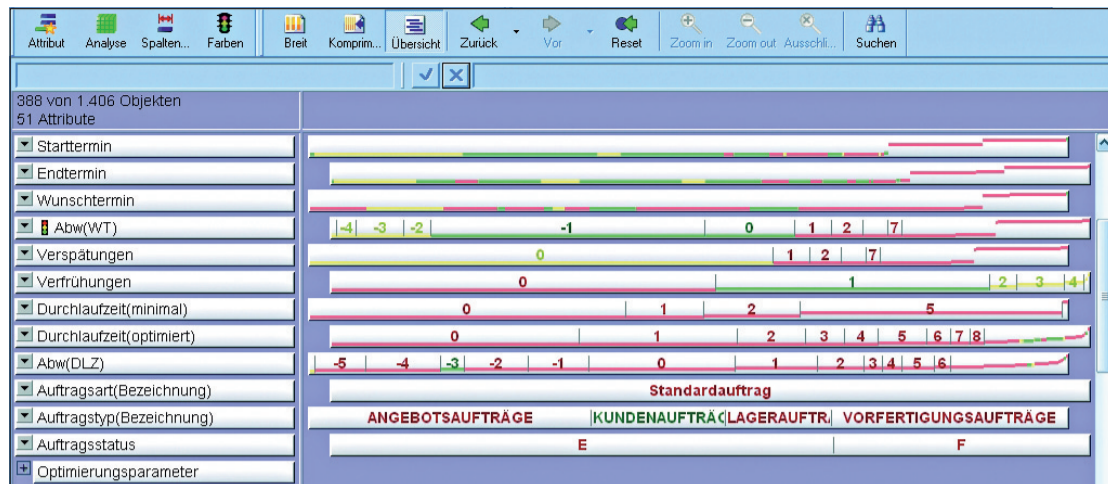 Attribut Analyse Spalten... Farben Breit Komprim... Übersicht Zurück Vor Reset Zoom in Zoom out Ausschli... Suchen
388 von 1.406 Objekten
51 Attribute
Starttermin
Endtermin
Wunschtermin
Abw(WT) -4 -3 -2 -1 0 1 2 7
Verspätungen 0 1 2 7
Verfrühungen 0 1 2 3 4
Durchlaufzeit(minimal) 0 1 2 5
Durchlaufzeit(optimiert) 0 1 2 3 4 5 6 7 8
Abw(DLZ) -5 -4 -3 -2 -1 0 1 2 3 4 5 6
Auftragsart(Bezeichnung) Standardauftrag
Auftragstyp(Bezeichnung) ANGEBOTSAUFTRÄGE KUNDENAUFTRÄG LAGERAUFTRÄ VORFERTIGUNGSAUFTRÄGE
Auftragsstatus E F
Optimierungsparameter